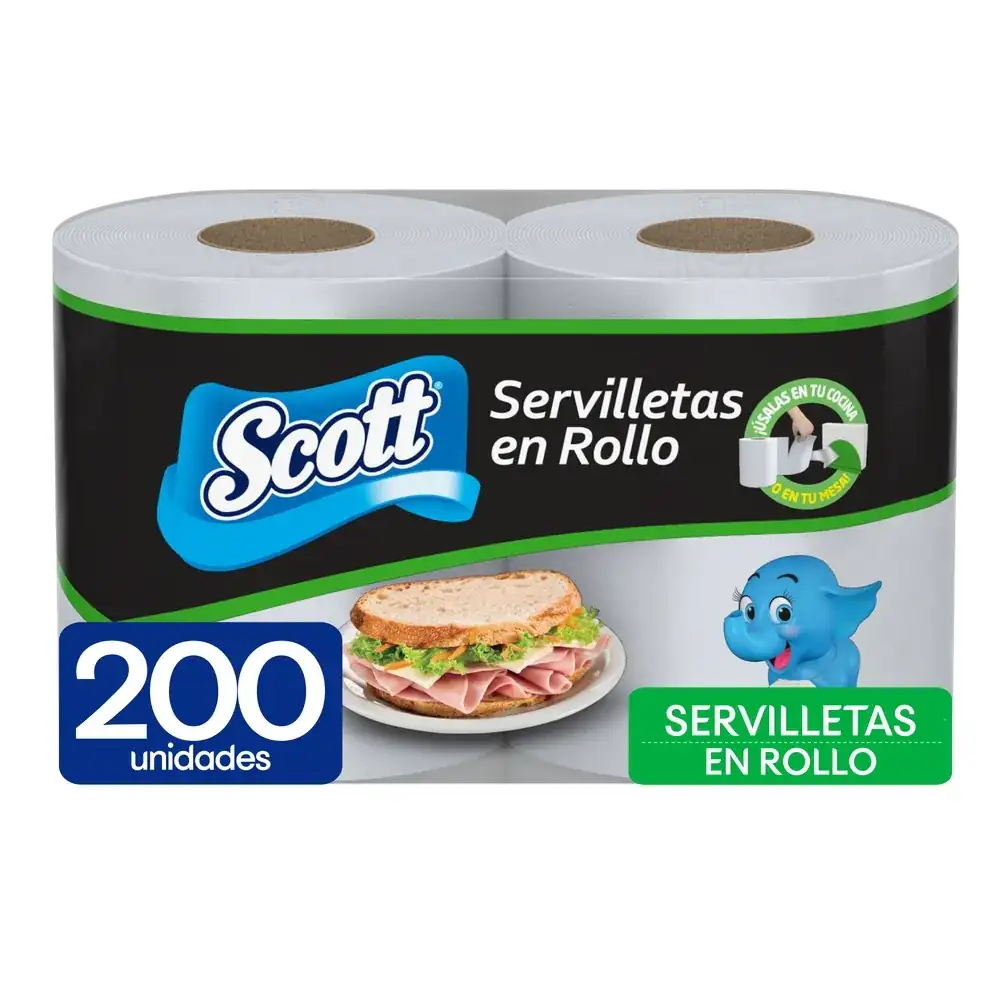 Scott®
Servilletas
en Rollo
¡ÚSALAS EN TU COCINA
O EN TU MESA!
200
unidades
SERVILLETAS
EN ROLLO